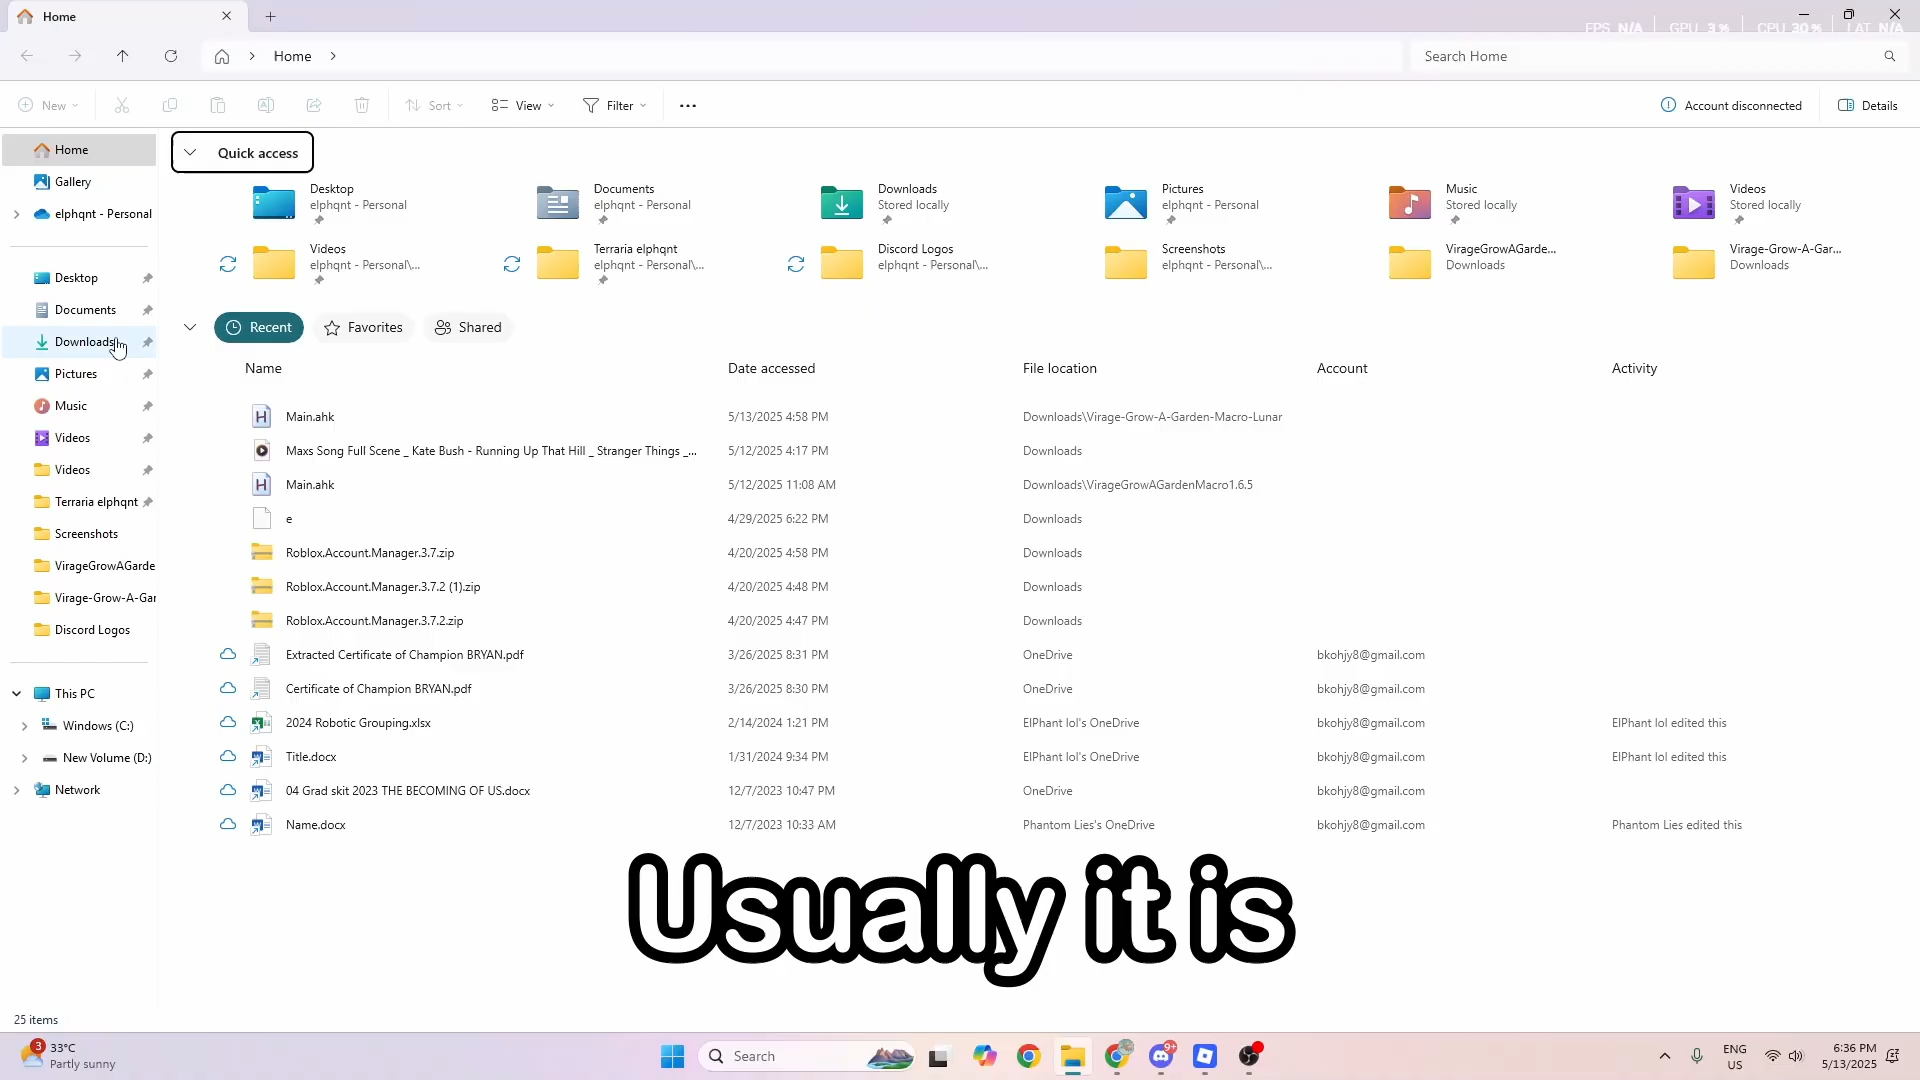 Home
FPS N/A GPU 3% CPU 30% LAT N/A
Home
Search Home
New
Sort
View
Filter
Account disconnected
Details
Home
Gallery
elphqnt - Personal
Desktop
Documents
Downloads
Pictures
Music
Videos
Videos
Terraria elphqnt
Screenshots
VirageGrowAGarde
Virage-Grow-A-Gar
Discord Logos
This PC
Windows (C:)
New Volume (D:)
Network
Quick access
Desktop
elphqnt - Personal
Documents
elphqnt - Personal
Downloads
Stored locally
Pictures
elphqnt - Personal
Music
Stored locally
Videos
Stored locally
Videos
elphqnt - Personal\...
Terraria elphqnt
elphqnt - Personal\...
Discord Logos
elphqnt - Personal\...
Screenshots
elphqnt - Personal\...
VirageGrowAGarde...
Downloads
Virage-Grow-A-Gar...
Downloads
Recent
Favorites
Shared
Name Date accessed File location Account Activity
Main.ahk 5/13/2025 4:58 PM Downloads\Virage-Grow-A-Garden-Macro-Lunar
Maxs Song Full Scene _ Kate Bush - Running Up That Hill _ Stranger Things _... 5/12/2025 4:17 PM Downloads
Main.ahk 5/12/2025 11:08 AM Downloads\VirageGrowAGardenMacro1.6.5
e 4/29/2025 6:22 PM Downloads
Roblox.Account.Manager.3.7.zip 4/20/2025 4:58 PM Downloads
Roblox.Account.Manager.3.7.2 (1).zip 4/20/2025 4:48 PM Downloads
Roblox.Account.Manager.3.7.2.zip 4/20/2025 4:47 PM Downloads
Extracted Certificate of Champion BRYAN.pdf 3/26/2025 8:31 PM OneDrive bkohjy8@gmail.com
Certificate of Champion BRYAN.pdf 3/26/2025 8:30 PM OneDrive bkohjy8@gmail.com
2024 Robotic Grouping.xlsx 2/14/2024 1:21 PM ElPhant lol's OneDrive bkohjy8@gmail.com ElPhant lol edited this
Title.docx 1/31/2024 9:34 PM ElPhant lol's OneDrive bkohjy8@gmail.com ElPhant lol edited this
04 Grad skit 2023 THE BECOMING OF US.docx 12/7/2023 10:47 PM OneDrive bkohjy8@gmail.com
Name.docx 12/7/2023 10:33 AM Phantom Lies's OneDrive bkohjy8@gmail.com Phantom Lies edited this
Usually it is
25 items
3
33°C
Partly sunny
Search
9+
ENG
US
6:36 PM
5/13/2025